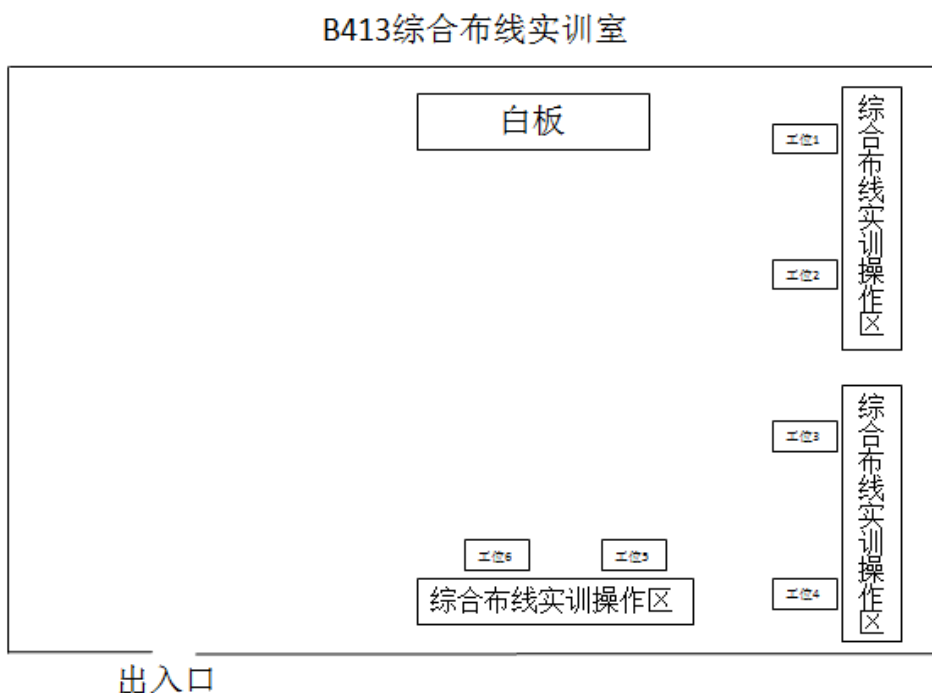 B413综合布线实训室
白板
综合布线实训操作区
工位1
工位2
综合布线实训操作区
工位3
工位4
工位6
工位5
综合布线实训操作区
出入口